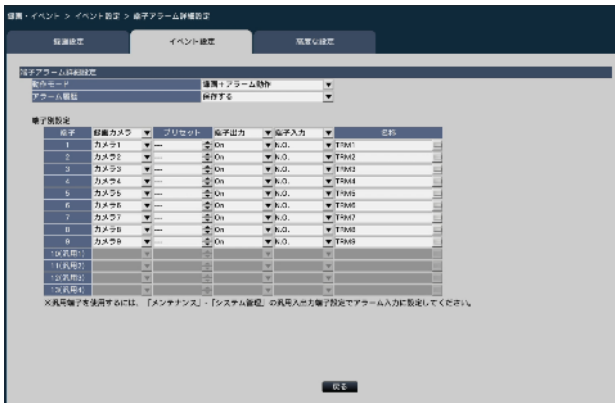 録画・イベント > イベント設定 > 端子アラーム詳細設定
録画設定 イベント設定 高度な設定
端子アラーム詳細設定
動作モード 録画＋アラーム動作
アラーム履歴 保存する
端子別設定
端子 録画カメラ プリセット 端子出力 端子入力 名称
1 カメラ1 --- On N.O. TRM1
2 カメラ2 --- On N.O. TRM2
3 カメラ3 --- On N.O. TRM3
4 カメラ4 --- On N.O. TRM4
5 カメラ5 --- On N.O. TRM5
6 カメラ6 --- On N.O. TRM6
7 カメラ7 --- On N.O. TRM7
8 カメラ8 --- On N.O. TRM8
9 カメラ9 --- On N.O. TRM9
10(汎用1)
11(汎用2)
12(汎用3)
13(汎用4)
※汎用端子を使用するには、「メンテナンス」-「システム管理」の汎用入出力端子設定でアラーム入力に設定してください。
戻る